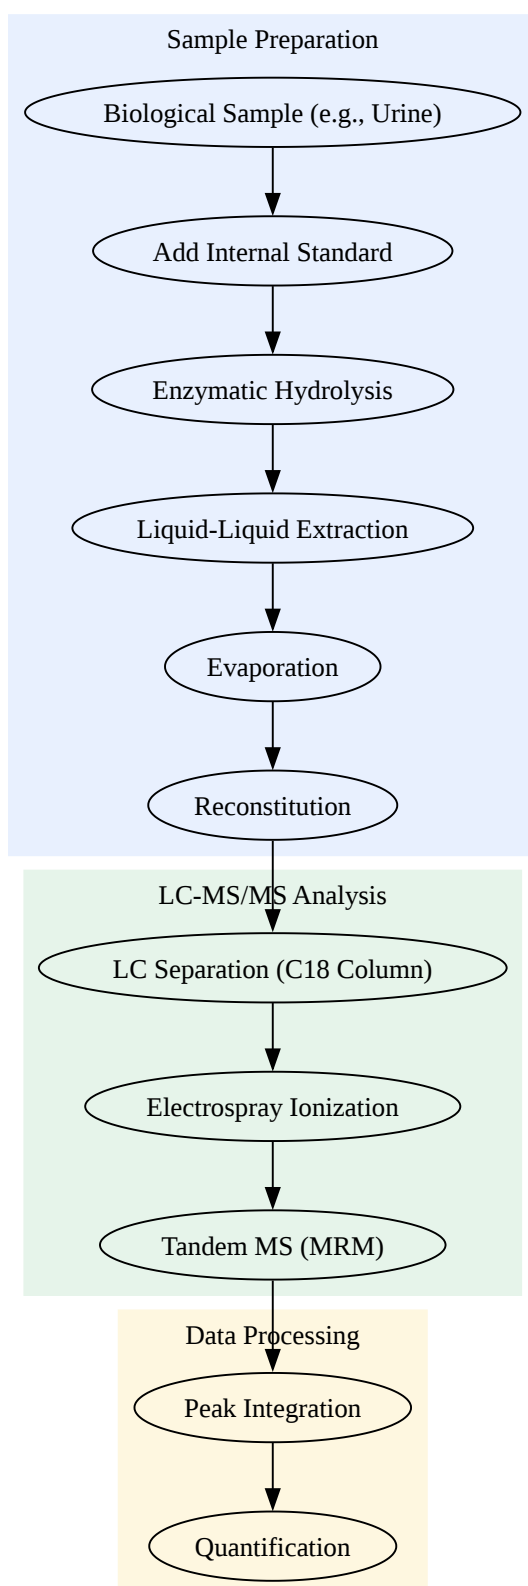 Sample Preparation
Biological Sample (e.g., Urine)
Add Internal Standard
Enzymatic Hydrolysis
Liquid-Liquid Extraction
Evaporation
Reconstitution
LC-MS/MS Analysis
LC Separation (C18 Column)
Electrospray Ionization
Tandem MS (MRM)
Data Processing
Peak Integration
Quantification